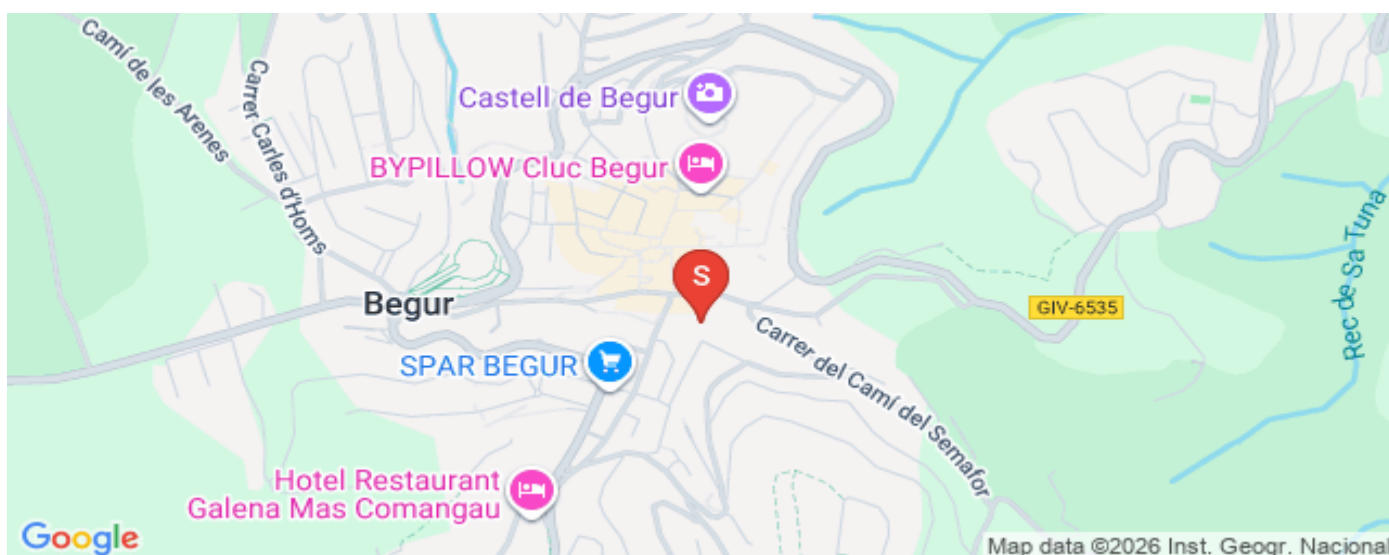 Camí de les Arenes
Carrer Carles d'Homs
Castell de Begur
BYPILLOW Cluc Begur
Rec de Sa Tuna
S
Begur
GIV-6535
Carrer del Camí del Semafor
SPAR BEGUR
Hotel Restaurant
Galena Mas Comangau
Google
Map data ©2026 Inst. Geogr. Nacional